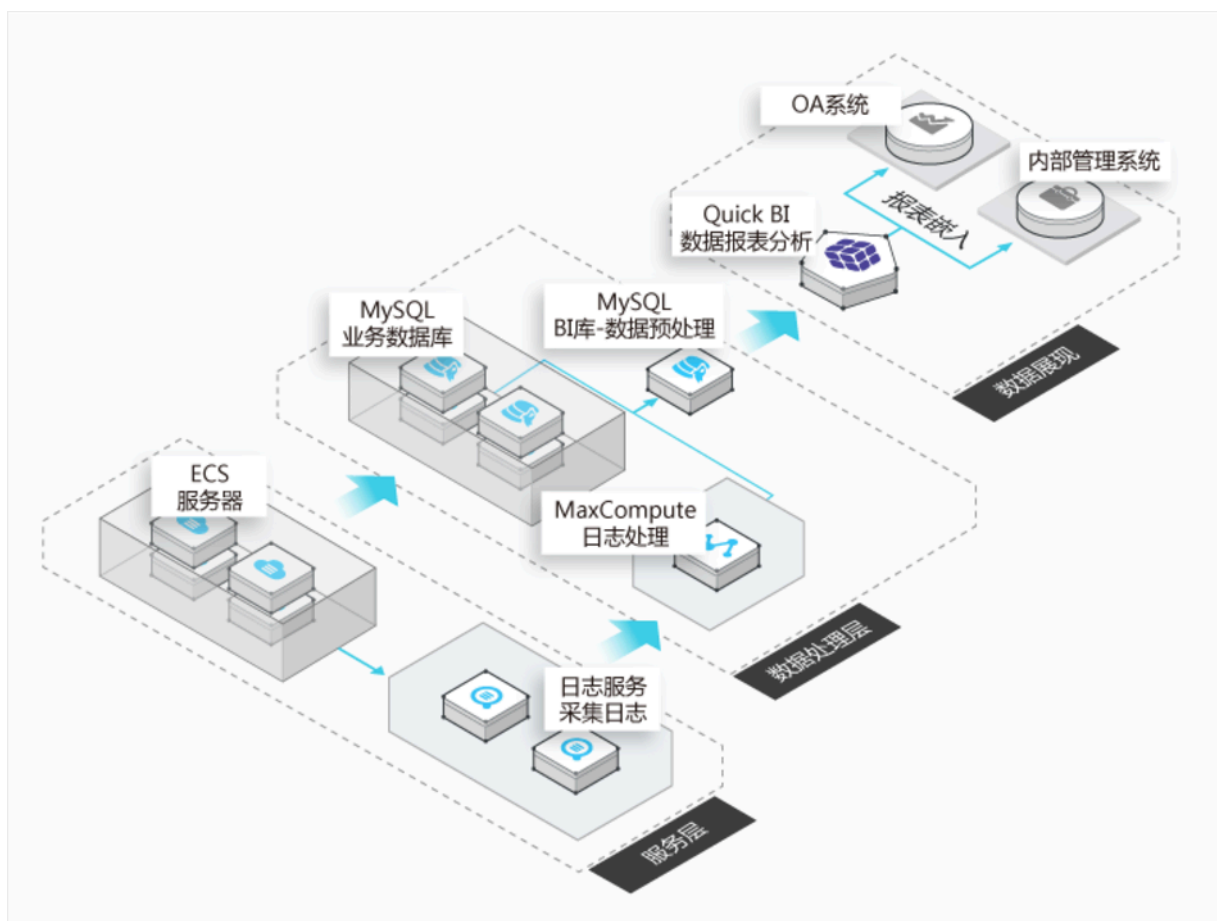 OA系统
内部管理系统
Quick BI
数据报表分析
报表嵌入
MySQL
业务数据库
MySQL
BI库-数据预处理
数据展现
ECS
服务器
MaxCompute
日志处理
数据处理层
日志服务
采集日志
服务层